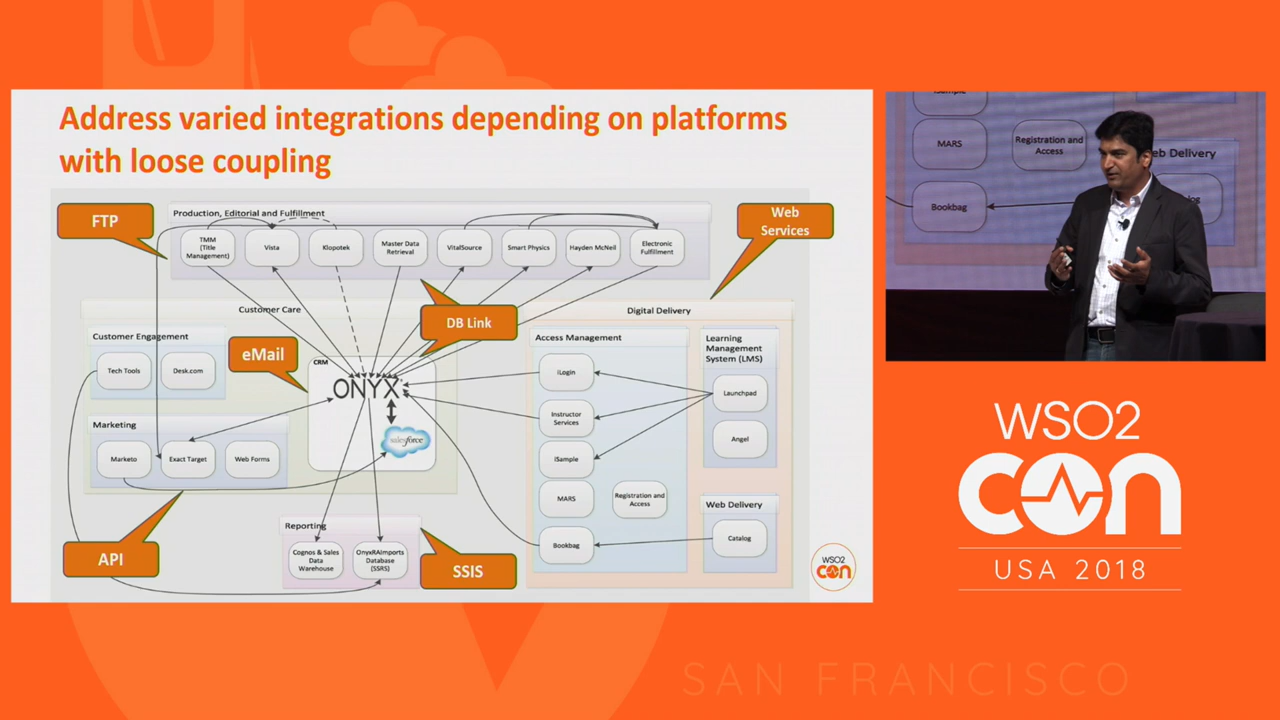 Address varied integrations depending on platforms
with loose coupling
FTP
Production, Editorial and Fulfillment
Web
Services
TMM
(Title
Management)
Vista
Klopotek
Master Data
Retrieval
VitalSource
Smart Physics
Hayden McNeil
Electronic
Fulfillment
Customer Care
DB Link
Digital Delivery
Customer Engagement
Tech Tools
Desk.com
eMail
CRM
ONYX
salesforce
Access Management
iLogin
Instructor
Services
iSample
MARS
Registration and
Access
Bookbag
Learning
Management
System (LMS)
Launchpad
Angel
Marketing
Marketo
Exact Target
Web Forms
Web Delivery
Catalog
Reporting
Cognos & Sales
Data
Warehouse
OnyxRAImports
Database
(SSRS)
API
SSIS
WSO2
CON
MARS
Registration and
Access
eb Delivery
Bookbag
WSO2
CON
USA 2018
SAN FRANCISCO